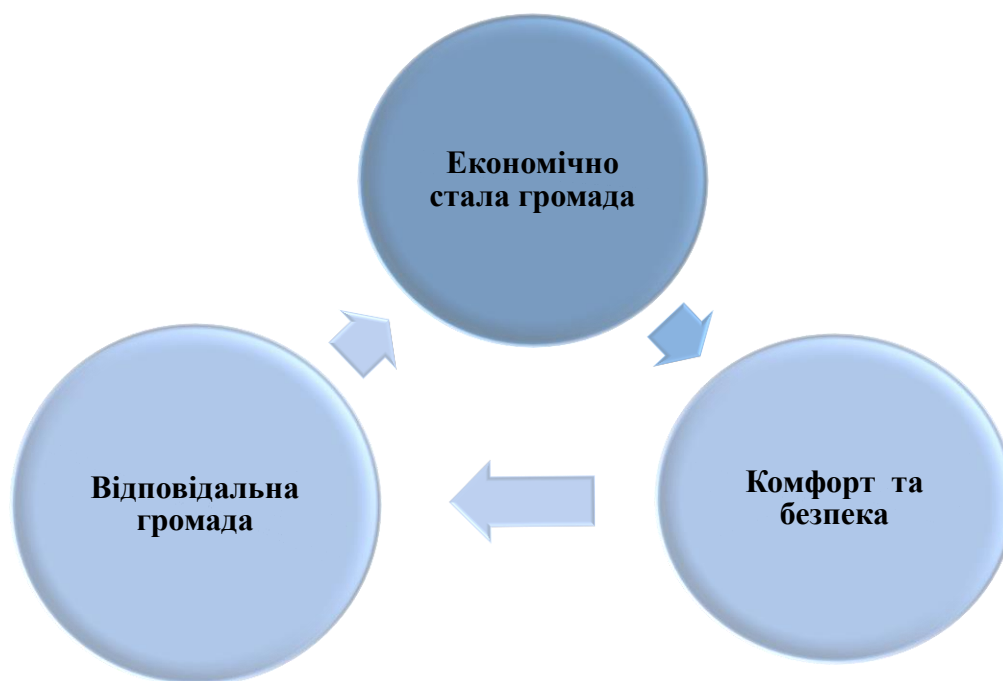 Економічно
стала громада
Відповідальна
громада
Комфорт та
безпека